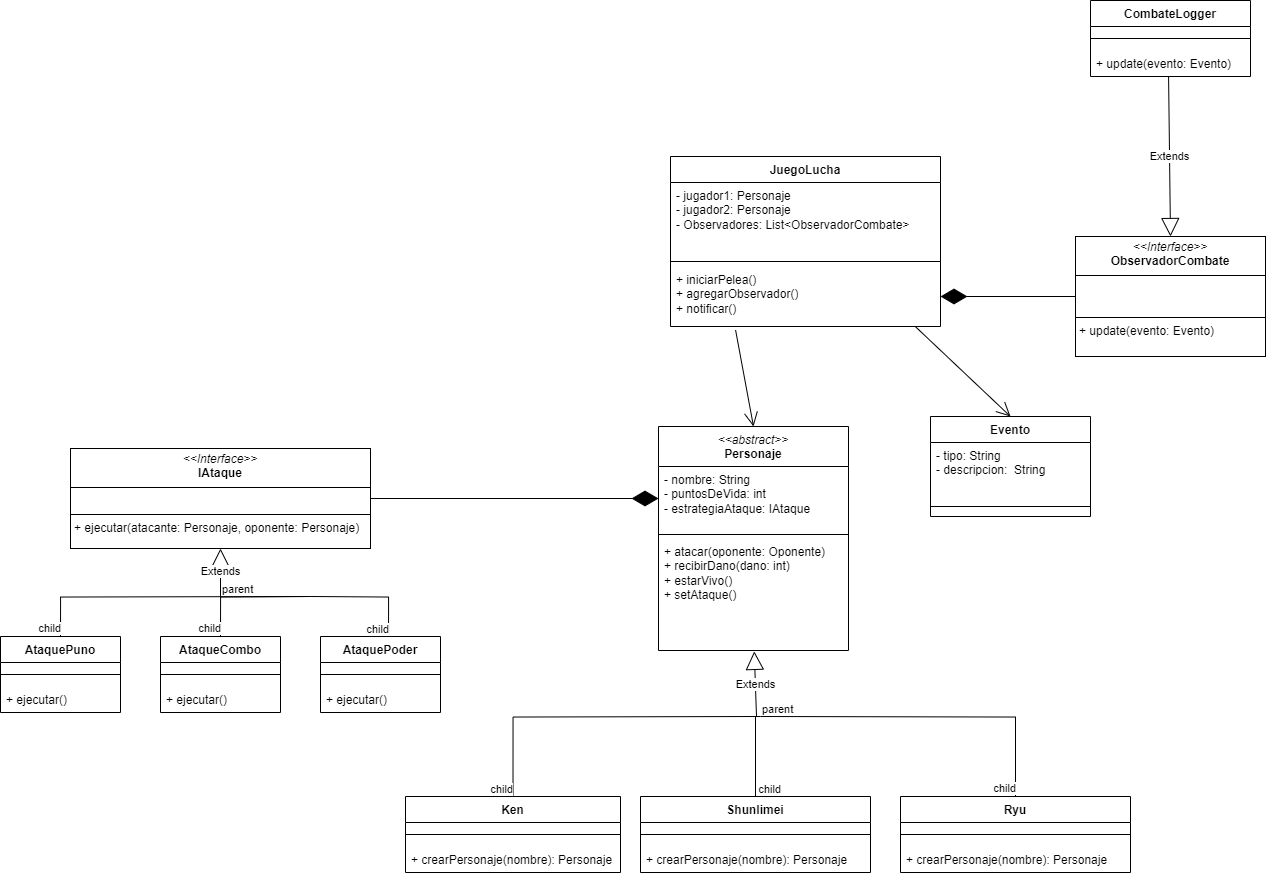 CombateLogger
+ update(evento: Evento)
Extends
JuegoLucha
- jugador1: Personaje
- jugador2: Personaje
- Observadores: List<ObservadorCombate>
+ iniciarPelea()
+ agregarObservador()
+ notificar()
<<Interface>>
ObservadorCombate
+ update(evento: Evento)
Evento
- tipo: String
- descripcion: String
<<abstract>>
Personaje
- nombre: String
- puntosDeVida: int
- estrategiaAtaque: IAtaque
+ atacar(oponente: Oponente)
+ recibirDano(dano: int)
+ estarVivo()
+ setAtaque()
<<Interface>>
IAtaque
+ ejecutar(atacante: Personaje, oponente: Personaje)
Extends
parent
child
child
child
AtaquePuno
+ ejecutar()
AtaqueCombo
+ ejecutar()
AtaquePoder
+ ejecutar()
Extends
parent
child
child
child
Ken
+ crearPersonaje(nombre): Personaje
Shunlimei
+ crearPersonaje(nombre): Personaje
Ryu
+ crearPersonaje(nombre): Personaje